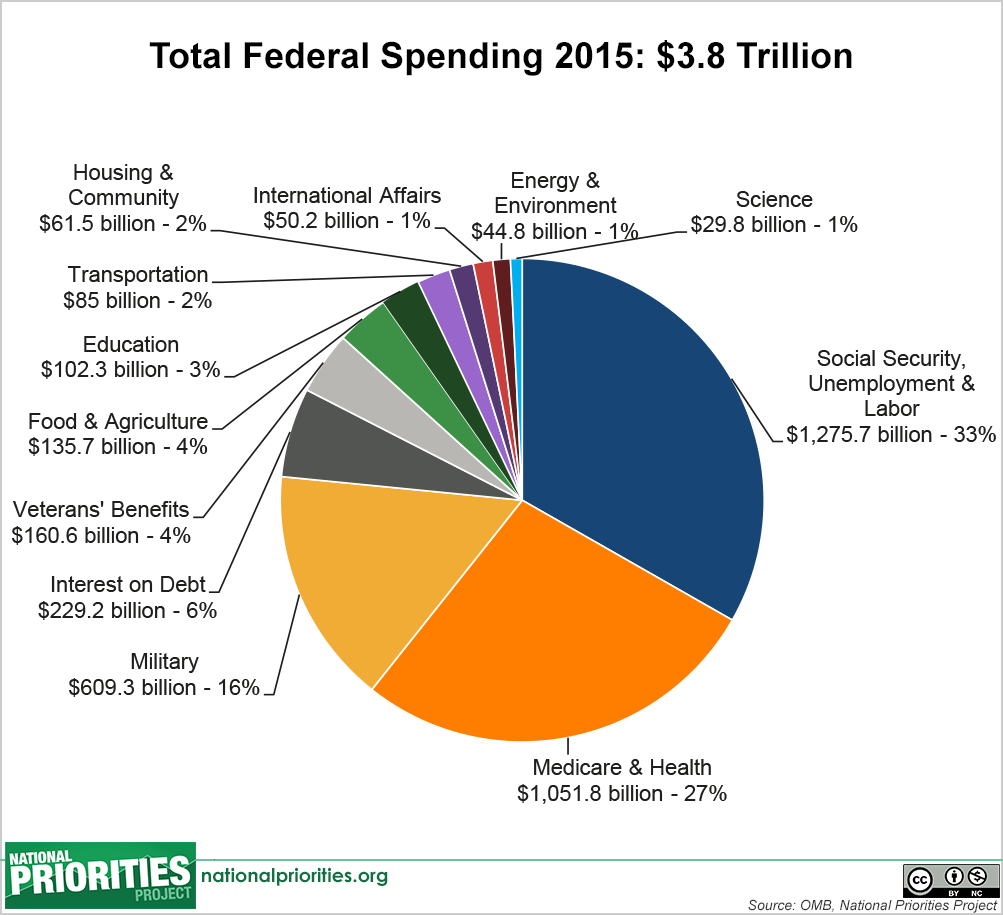 Total Federal Spending 2015: $3.8 Trillion
Housing &
Community
$61.5 billion - 2%
International Affairs
$50.2 billion - 1%
Energy &
Environment
$44.8 billion - 1%
Science
$29.8 billion - 1%
Transportation
$85 billion - 2%
Education
$102.3 billion - 3%
Food & Agriculture
$135.7 billion - 4%
Veterans' Benefits
$160.6 billion - 4%
Interest on Debt
$229.2 billion - 6%
Military
$609.3 billion - 16%
Social Security,
Unemployment &
Labor
$1,275.7 billion - 33%
Medicare & Health
$1,051.8 billion - 27%
NATIONAL
PRIORITIES
PROJECT
nationalpriorities.org
cc
BY NC
Source: OMB, National Priorities Project